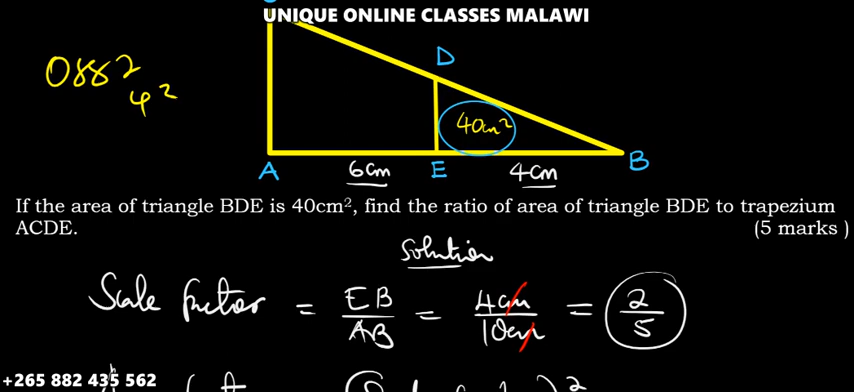 UNIQUE ONLINE CLASSES MALAWI
0882
4²
D
40cm²
A
6cm
E
4cm
B
If the area of triangle BDE is 40cm², find the ratio of area of triangle BDE to trapezium
ACDE. (5 marks )
Solution
Scale factor = EB/AB = 4cm/10cm = 2/5
+265 882 435 562
2